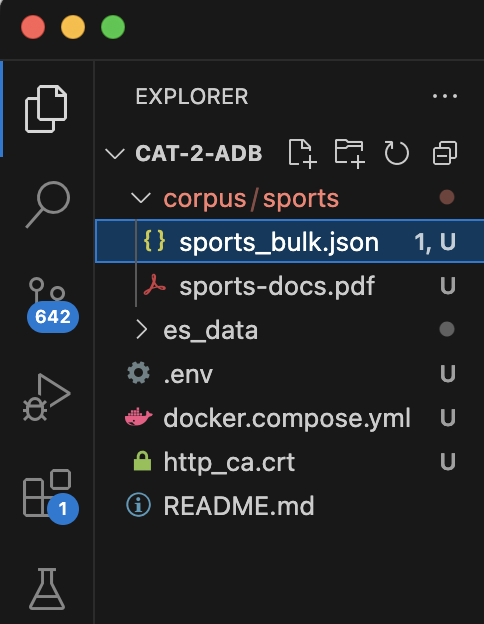 EXPLORER
CAT-2-ADB
corpus/sports
sports_bulk.json 1, U
sports-docs.pdf U
642
es_data
.env U
docker.compose.yml U
http_ca.crt U
1
README.md